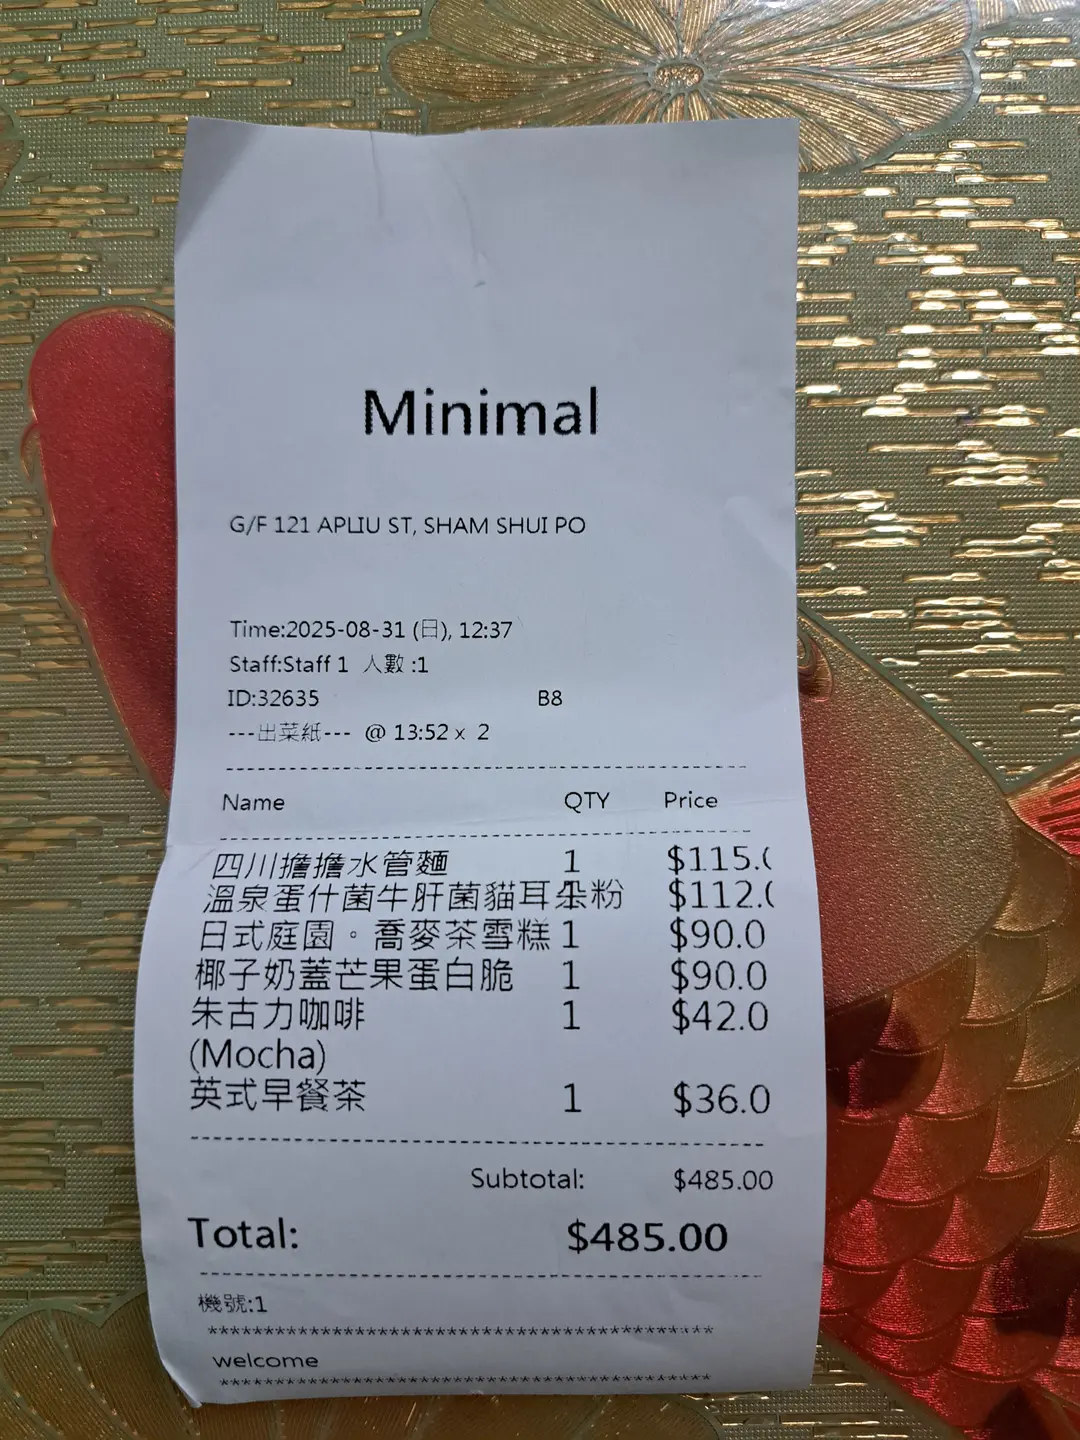 Minimal
G/F 121 APLIU ST, SHAM SHUI PO
Time:2025-08-31 (日), 12:37
Staff:Staff 1 人數 :1
ID:32635 B8
---出菜紙--- @ 13:52 x 2
Name QTY Price
四川擔擔水管麵 1 $115.(
溫泉蛋什菌牛肝菌貓耳朵粉 1 $112.(
日式庭園。喬麥茶雪糕 1 $90.0
椰子奶蓋芒果蛋白脆 1 $90.0
朱古力咖啡 1 $42.0
(Mocha)
英式早餐茶 1 $36.0
Subtotal: $485.00
Total: $485.00
機號:1
welcome